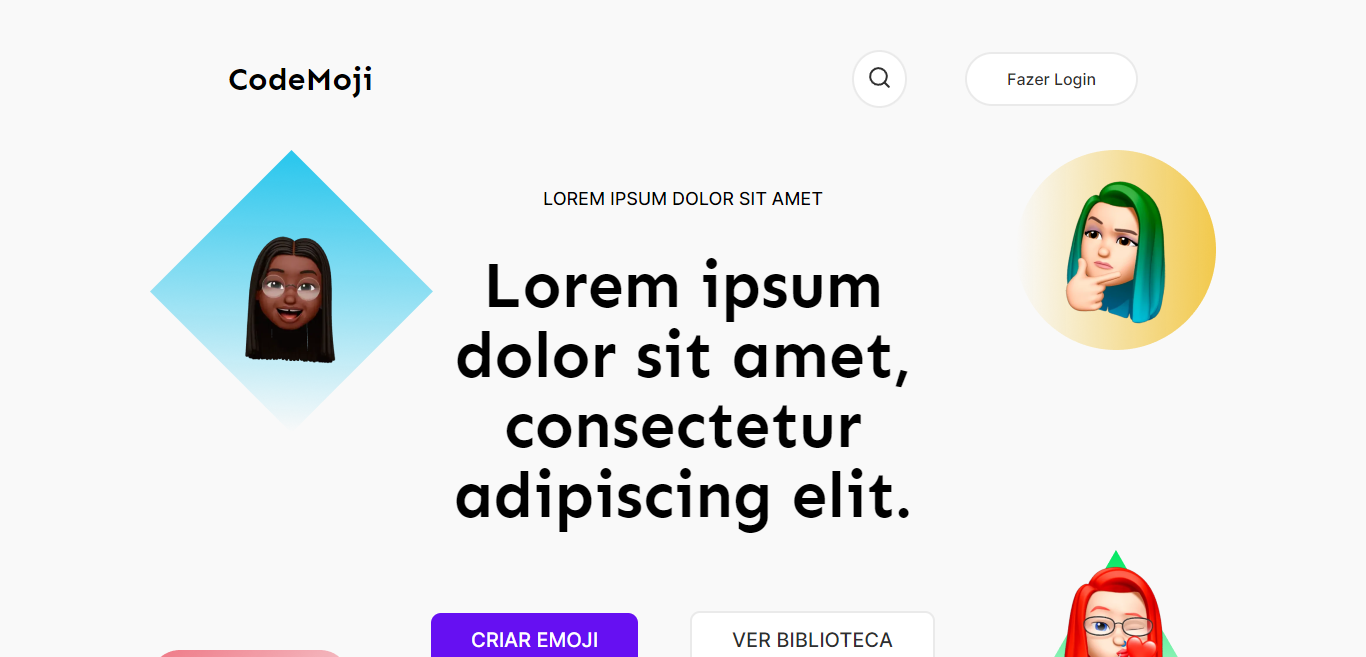 CodeMoji
Fazer Login
LOREM IPSUM DOLOR SIT AMET
Lorem ipsum
dolor sit amet,
consectetur
adipiscing elit.
CRIAR EMOJI
VER BIBLIOTECA